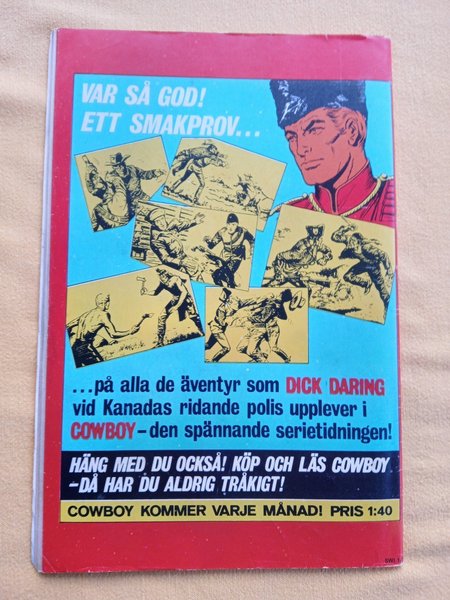 VAR SÅ GOD!
ETT SMAKPROV...
...på alla de äventyr som DICK DARING
vid Kanadas ridande polis upplever i
COWBOY-den spännande serietidningen!
HÄNG MED DU OCKSÅ! KÖP OCH LÄS COWBOY
-DÅ HAR DU ALDRIG TRÅKIGT!
COWBOY KOMMER VARJE MÅNAD! PRIS 1:40